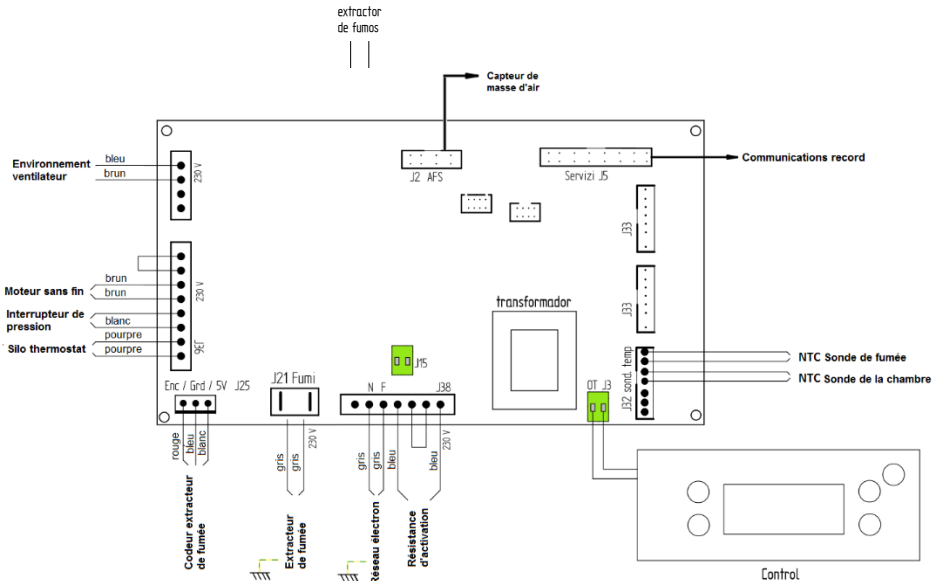 extractor
de fumos
Capteur de
masse d'air
Environnement
ventilateur
bleu
brun
230 V
J2 AFS
Servizi J5
Communications record
J33
J33
Moteur sans fin
brun
brun
230 V
Interrupteur de
pression
blanc
Silo thermostat
pourpre
pourpre
J36
transformador
J15
Enc / Grd / 5V J25
J21 Fumi
N F J38
OT J3
J32 sond. temp
NTC Sonde de fumée
NTC Sonde de la chambre
rouge
bleu
blanc
gris
gris
230 V
gris
gris
bleu
bleu
230 V
Codeur extracteur
de fumée
Extracteur
de fumée
Réseau électron
Résistance
d'activation
Control